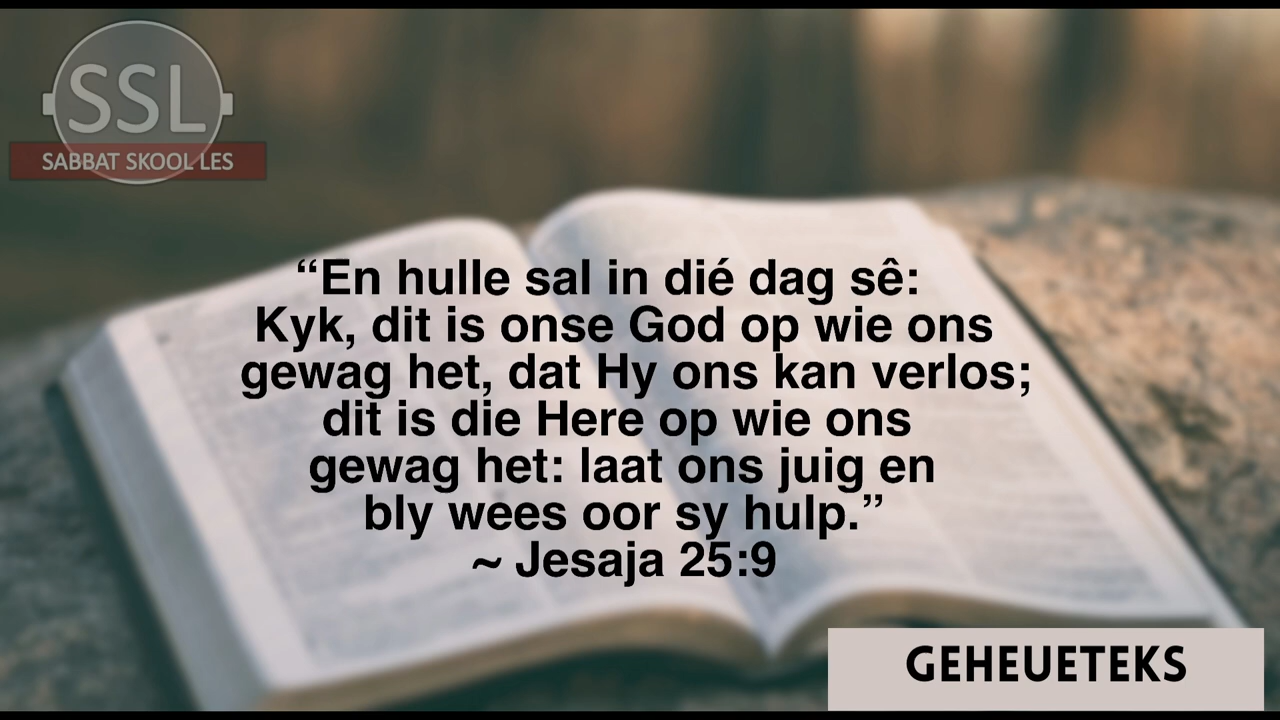 SSL
SABBAT SKOOL LES
“En hulle sal in dié dag sê:
Kyk, dit is onse God op wie ons
gewag het, dat Hy ons kan verlos;
dit is die Here op wie ons
gewag het: laat ons juig en
bly wees oor sy hulp.”
~ Jesaja 25:9
GEHEUETEKS